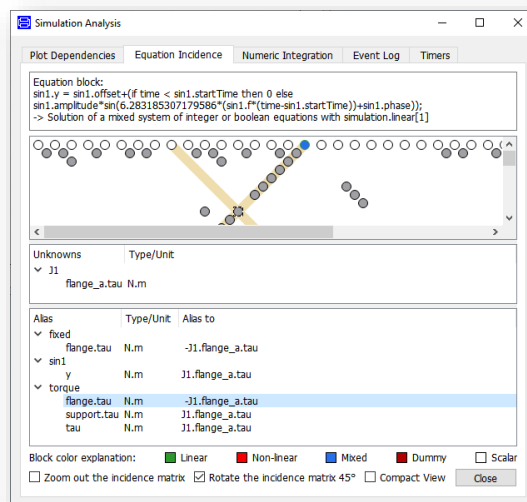 Simulation Analysis
Plot Dependencies Equation Incidence Numeric Integration Event Log Timers
Equation block:
sin1.y = sin1.offset+(if time < sin1.startTime then 0 else
sin1.amplitude*sin(6.283185307179586*(sin1.f*(time-sin1.startTime))+sin1.phase));
-> Solution of a mixed system of integer or boolean equations with simulation.linear[1]
Unknowns Type/Unit
J1
flange_a.tau N.m
Alias Type/Unit Alias to
fixed
flange.tau N.m -J1.flange_a.tau
sin1
y N.m J1.flange_a.tau
torque
flange.tau N.m -J1.flange_a.tau
support.tau N.m J1.flange_a.tau
tau N.m J1.flange_a.tau
Block color explanation: Linear Non-linear Mixed Dummy Scalar
Zoom out the incidence matrix Rotate the incidence matrix 45° Compact View Close